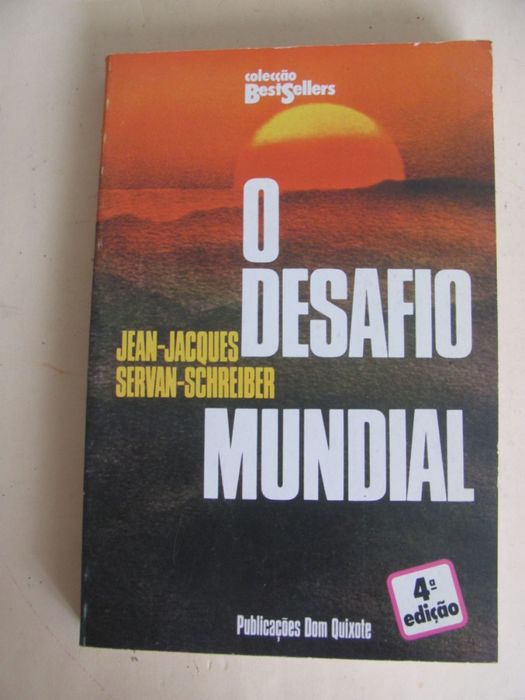 colecção
BestSellers
O
DESAFIO
MUNDIAL
JEAN-JACQUES
SERVAN-SCHREIBER
4ª
edição
Publicações Dom Quixote